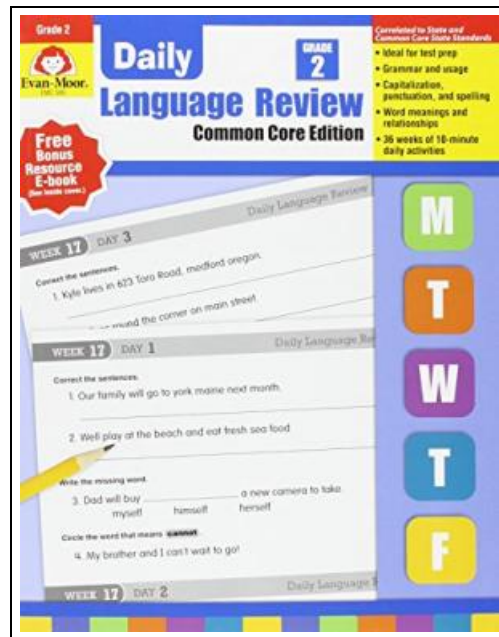 Grade 2
Evan-Moor
Daily
GRADE
2
Language Review
Common Core Edition
Correlated to State and
Common Core State Standards
• Ideal for test prep
• Grammar and usage
• Capitalization,
punctuation, and spelling
• Word meanings and
relationships
• 36 weeks of 10-minute
daily activities
Free
Bonus
Resource
E-book
(See inside cover.)
WEEK 17 DAY 3
Daily Language Review
Correct the sentences.
1. Kyle lives in 623 Toro Road, medford oregon.
round the corner on main street.
WEEK 17 DAY 1
Daily Language Re
Correct the sentences.
1. Our family will go to york maine next month.
2. Well play at the beach and eat fresh sea food
Write the missing word.
3. Dad will buy ____________ a new camera to take.
myself himself herself
Circle the word that means cannot.
4. My brother and I can't wait to go!
WEEK 17 DAY 2
Daily Language R
M
T
W
T
F